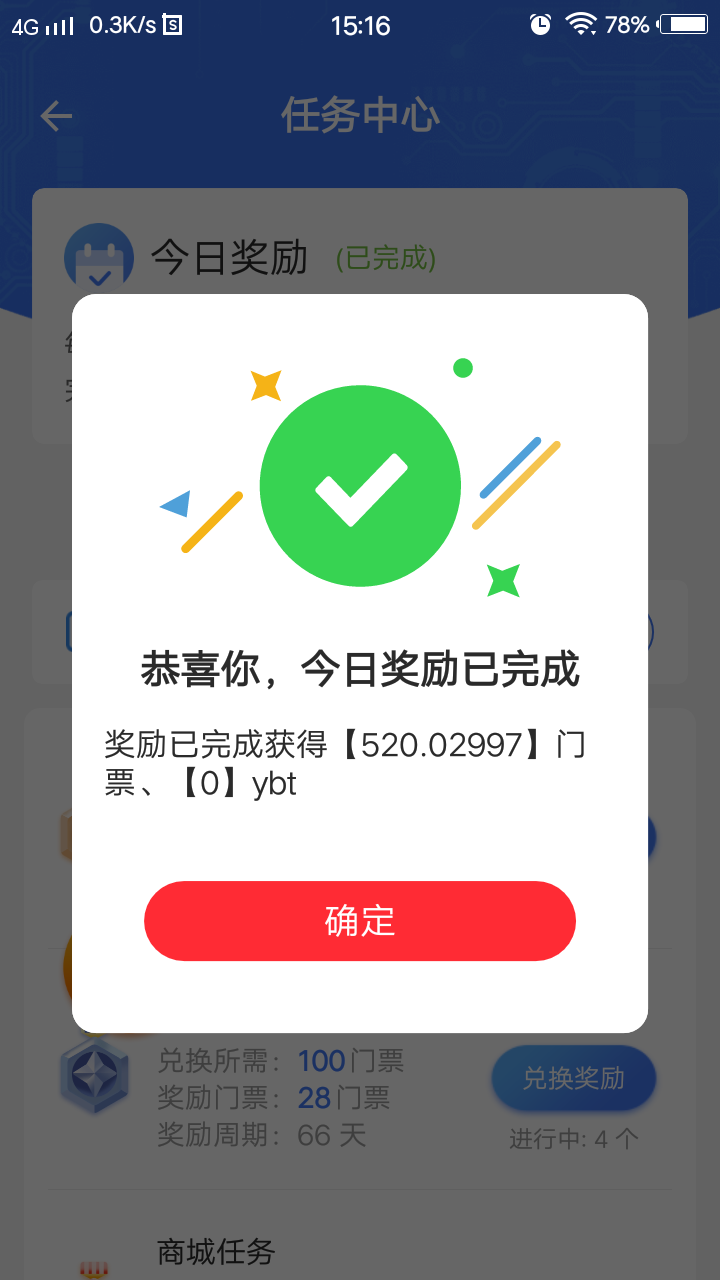 4G 0.3K/s 15:16 78%
任务中心
今日奖励 (已完成)
恭喜你，今日奖励已完成
奖励已完成获得【520.02997】门
票、【0】ybt
确定
兑换所需： 100门票
奖励门票： 28门票
兑换奖励
奖励周期： 66 天
进行中: 4 个
商城任务